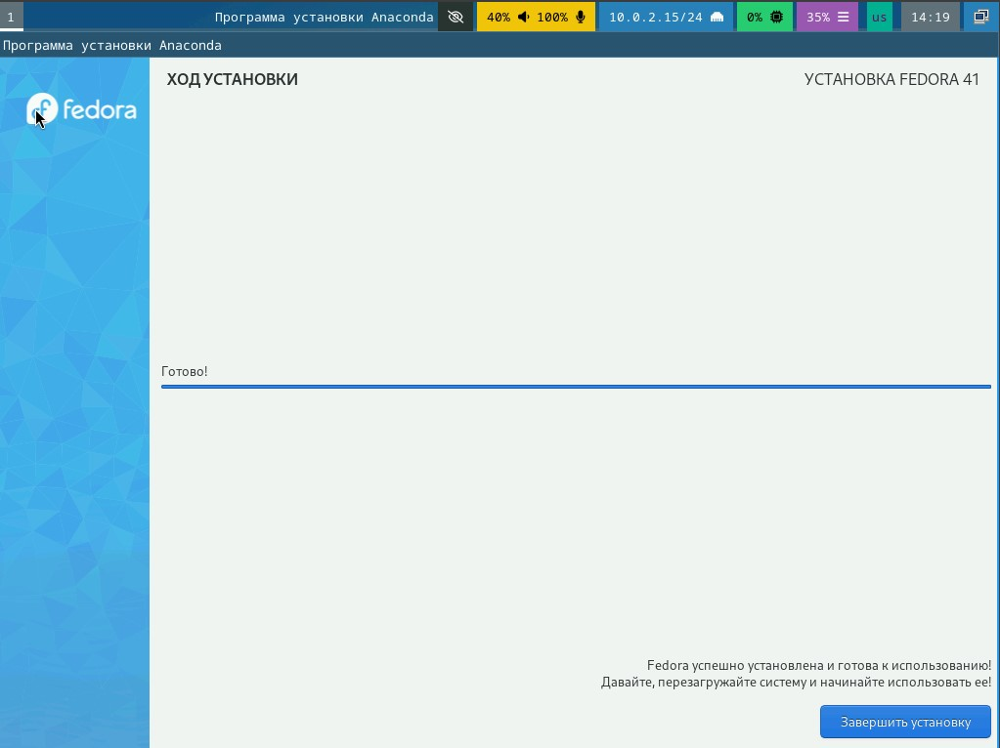 1 Программа установки Anaconda 40% 100% 10.0.2.15/24 0% 35% us 14:19
Программа установки Anaconda
ХОД УСТАНОВКИ УСТАНОВКА FEDORA 41
fedora
Готово!
Fedora успешно установлена и готова к использованию!
Давайте, перезагружайте систему и начинайте использовать ее!
Завершить установку